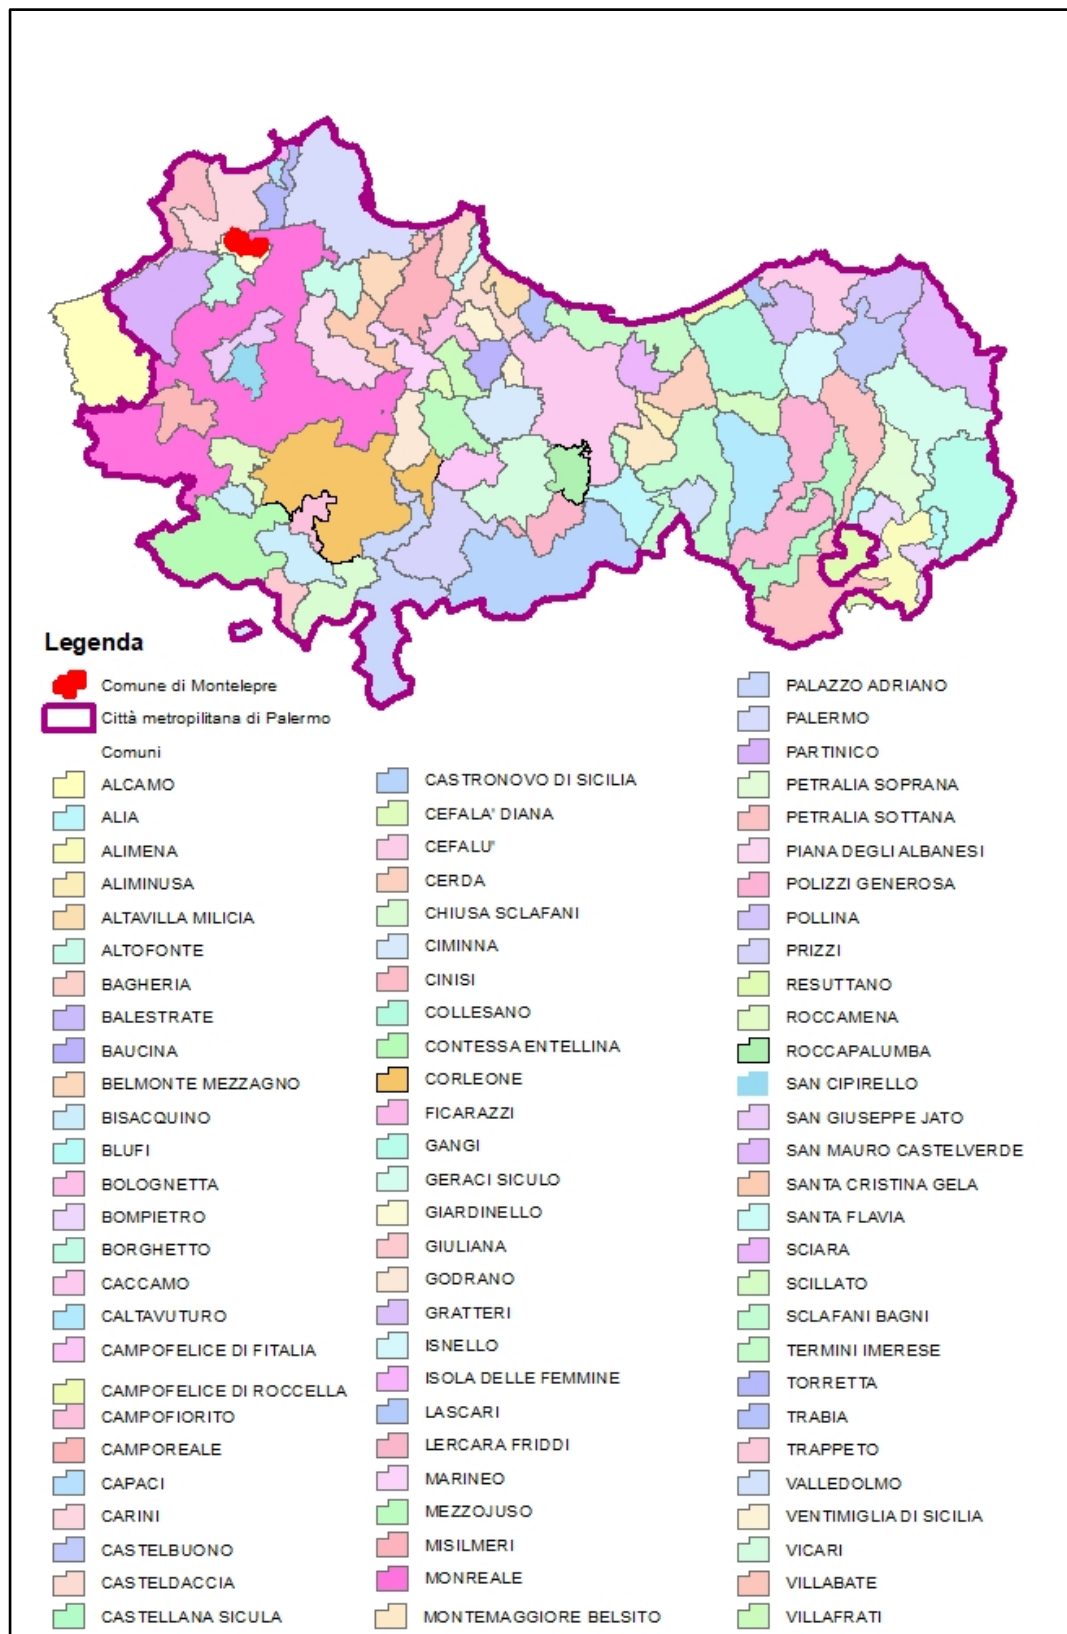 Legenda
Comune di Montelepre
Città metropilitana di Palermo
Comuni
ALCAMO
ALIA
ALIMENA
ALIMINUSA
ALTAVILLA MILICIA
ALTOFONTE
BAGHERIA
BALESTRATE
BAUCINA
BELMONTE MEZZAGNO
BISACQUINO
BLUFI
BOLOGNETTA
BOMPIETRO
BORGHETTO
CACCAMO
CALTAVUTURO
CAMPOFELICE DI FITALIA
CAMPOFELICE DI ROCCELLA
CAMPOFIORITO
CAMPOREALE
CAPACI
CARINI
CASTELBUONO
CASTELDACCIA
CASTELLANA SICULA
CASTRONOVO DI SICILIA
CEFALA' DIANA
CEFALU'
CERDA
CHIUSA SCLAFANI
CIMINNA
CINISI
COLLESANO
CONTESSA ENTELLINA
CORLEONE
FICARAZZI
GANGI
GERACI SICULO
GIARDINELLO
GIULIANA
GODRANO
GRATTERI
ISNELLO
ISOLA DELLE FEMMINE
LASCARI
LERCARA FRIDDI
MARINEO
MEZZOJUSO
MISILMERI
MONREALE
MONTEMAGGIORE BELSITO
PALAZZO ADRIANO
PALERMO
PARTINICO
PETRALIA SOPRANA
PETRALIA SOTTANA
PIANA DEGLI ALBANESI
POLIZZI GENEROSA
POLLINA
PRIZZI
RESUTTANO
ROCCAMENA
ROCCAPALUMBA
SAN CIPIRELLO
SAN GIUSEPPE JATO
SAN MAURO CASTELVERDE
SANTA CRISTINA GELA
SANTA FLAVIA
SCIARA
SCILLATO
SCLAFANI BAGNI
TERMINI IMERESE
TORRETTA
TRABIA
TRAPPETO
VALLEDOLMO
VENTIMIGLIA DI SICILIA
VICARI
VILLABATE
VILLAFRATI